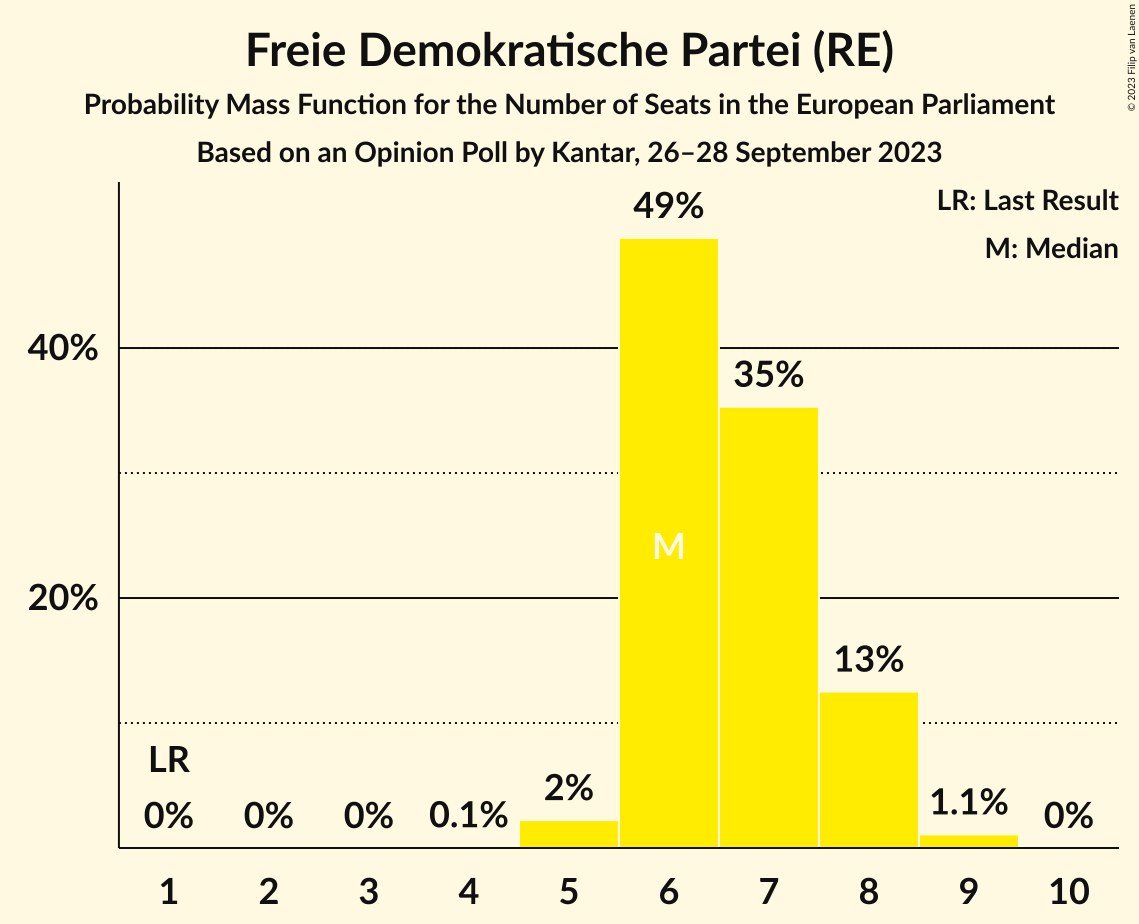 Freie Demokratische Partei (RE)
Probability Mass Function for the Number of Seats in the European Parliament
Based on an Opinion Poll by Kantar, 26–28 September 2023
© 2023 Filip van Laenen
LR: Last Result
M: Median
49%
40%
35%
M
20%
13%
LR
0%
0%
0%
0.1%
2%
1.1%
0%
1
2
3
4
5
6
7
8
9
10